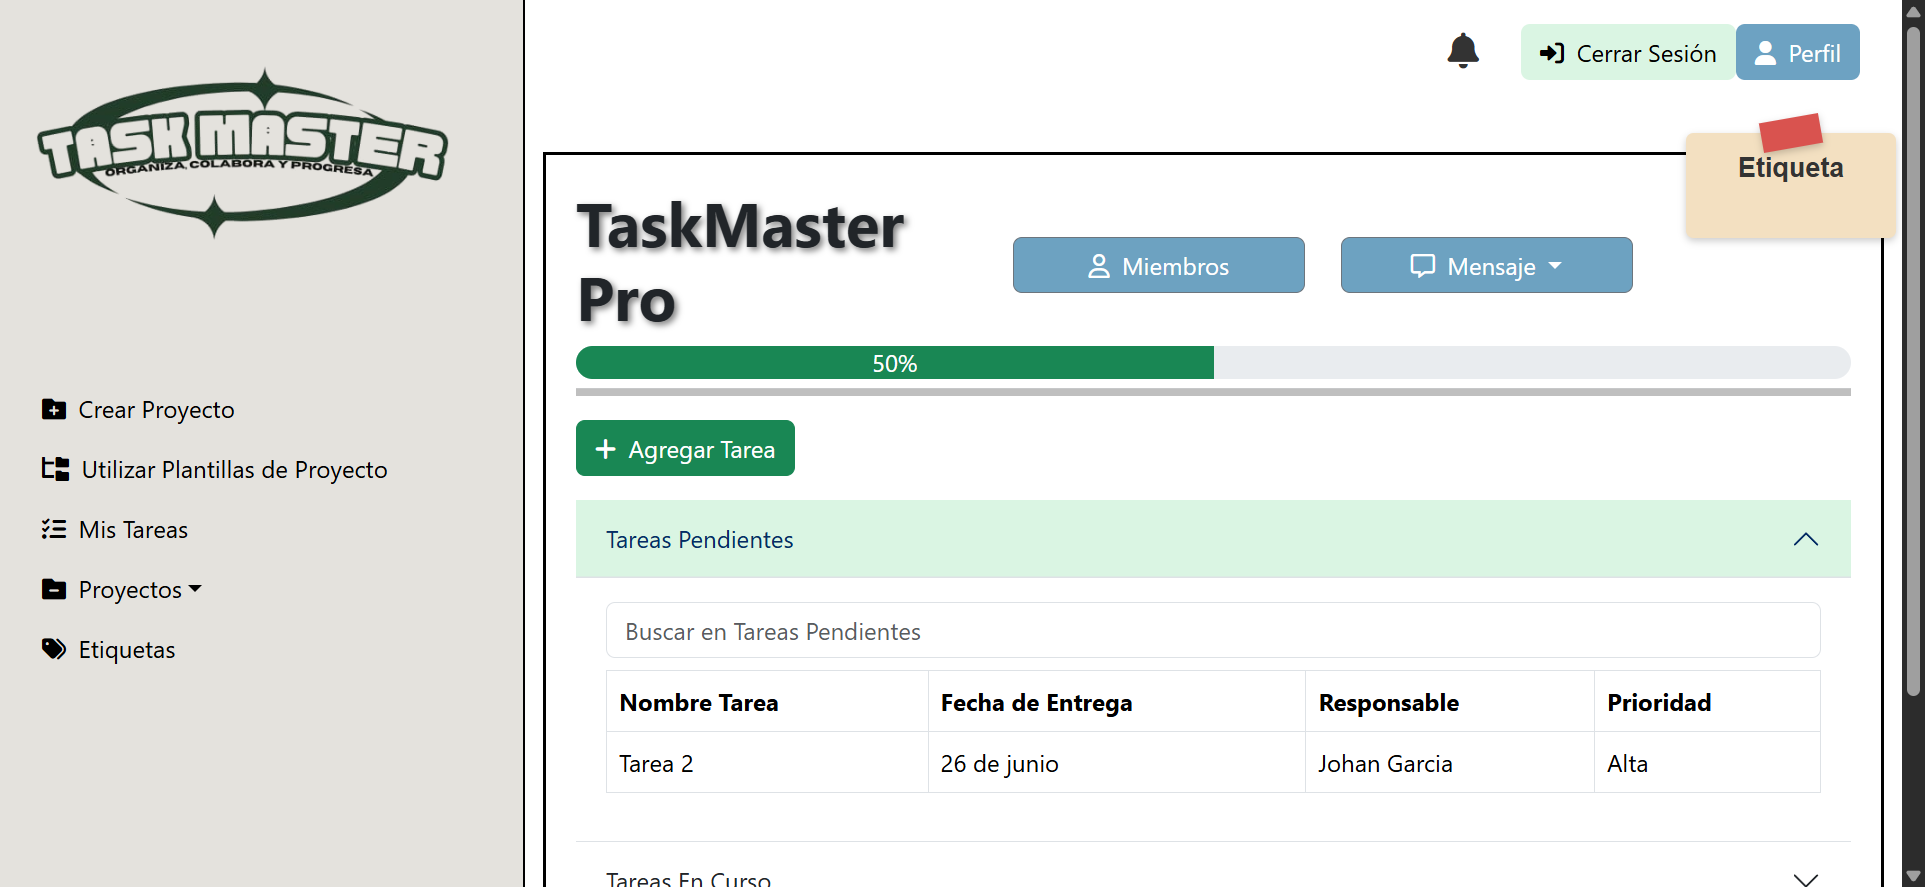 TASK MASTER
ORGANIZA, COLABORA Y PROGRESA
Crear Proyecto
Utilizar Plantillas de Proyecto
Mis Tareas
Proyectos
Etiquetas
Cerrar Sesión
Perfil
Etiqueta
TaskMaster
Pro
Miembros
Mensaje
50%
Agregar Tarea
Tareas Pendientes
Buscar en Tareas Pendientes
Nombre Tarea Fecha de Entrega Responsable Prioridad
Tarea 2 26 de junio Johan Garcia Alta
Tareas En Curso